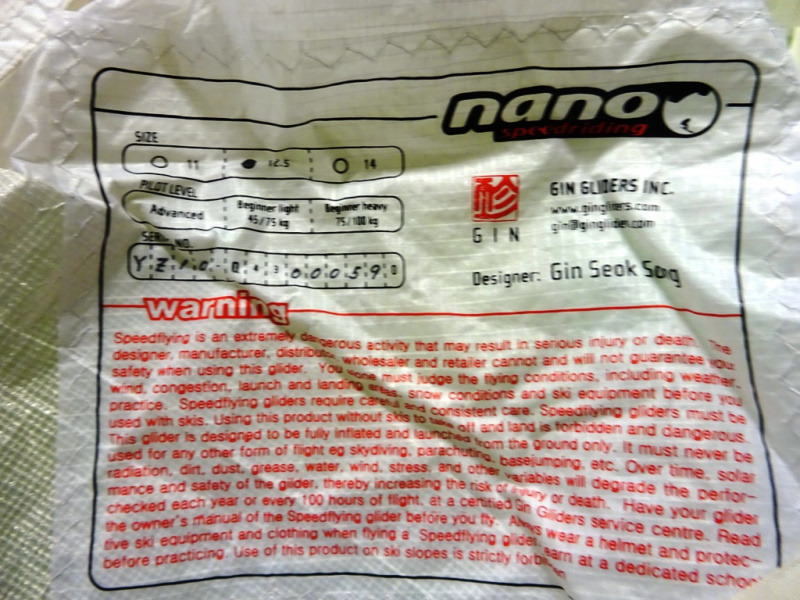 nano
speedriding
SIZE
11 12.5 14
PILOT LEVEL
Advanced Beginner light Beginner heavy
45/75 kg 75/100 kg
GIN GLIDERS INC.
www.gingliders.com
gin@gingliders.com
GIN
NO.
Designer: Gin Seok Song
warning
Speedflying is an extremely dangerous activity that may result in serious injury or death. The
designer, manufacturer, distributor, wholesaler and retailer cannot and will not guarantee your
safety when using this glider. You must judge the flying conditions, including weather,
wind, congestion, launch and landing areas, snow conditions and ski equipment before you
practice. Speedflying gliders require careful and consistent care. Speedflying gliders must be
used with skis. Using this product without skis to take off and land is forbidden and dangerous.
This glider is designed to be fully inflated and launched from the ground only. It must never be
used for any other form of flight eg skydiving, parachuting, basejumping, etc. Over time, solar
radiation, dirt, dust, grease, water, wind, stress, and other variables will degrade the perfor-
mance and safety of the glider, thereby increasing the risk of injury or death. Have your glider
checked each year or every 100 hours of flight, at a certified Gin Gliders service centre. Read
the owner's manual of the Speedflying glider before you fly. Always wear a helmet and protec-
tive ski equipment and clothing when flying a Speedflying glider. Learn at a dedicated school
before practicing. Use of this product on ski slopes is strictly forbidden